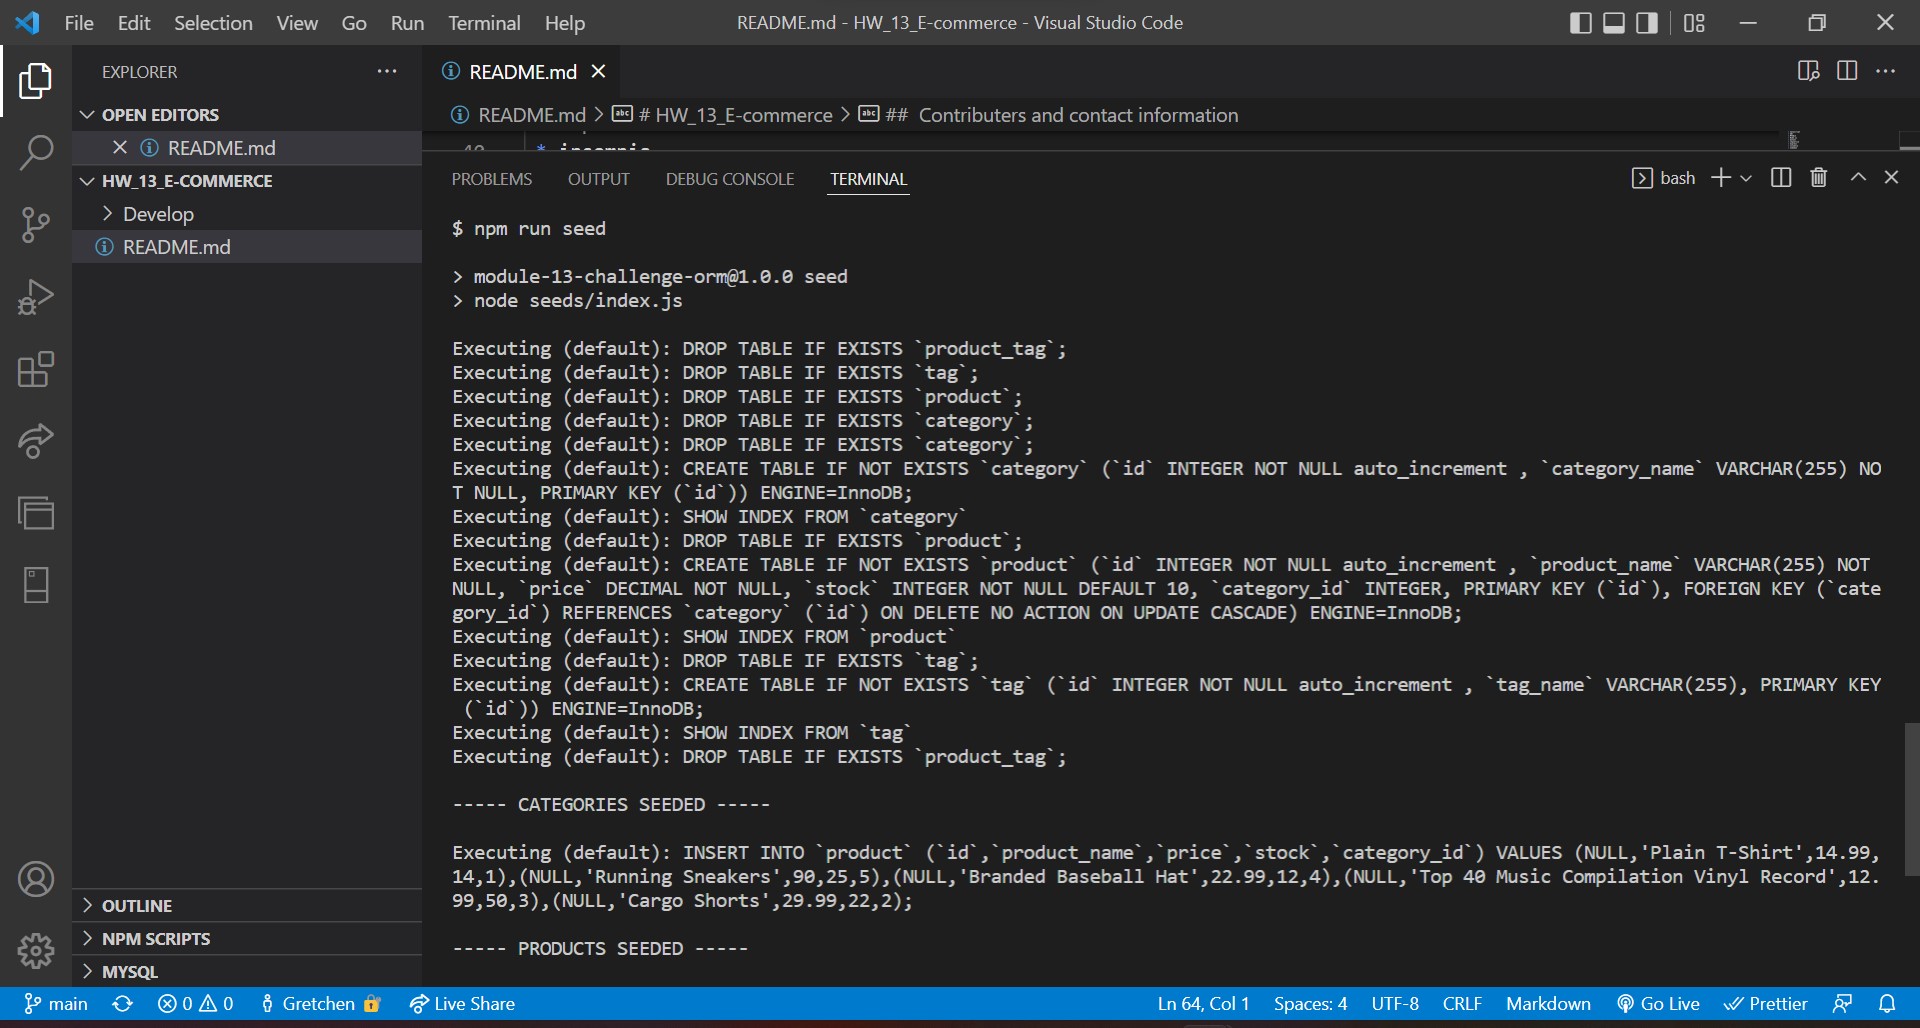 File Edit Selection View Go Run Terminal Help
README.md - HW_13_E-commerce - Visual Studio Code
EXPLORER
OPEN EDITORS
README.md
HW_13_E-COMMERCE
Develop
README.md
OUTLINE
NPM SCRIPTS
MYSQL
README.md
README.md > # HW_13_E-commerce > ## Contributers and contact information
PROBLEMS OUTPUT DEBUG CONSOLE TERMINAL
bash
$ npm run seed
> module-13-challenge-orm@1.0.0 seed
> node seeds/index.js
Executing (default): DROP TABLE IF EXISTS `product_tag`;
Executing (default): DROP TABLE IF EXISTS `tag`;
Executing (default): DROP TABLE IF EXISTS `product`;
Executing (default): DROP TABLE IF EXISTS `category`;
Executing (default): DROP TABLE IF EXISTS `category`;
Executing (default): CREATE TABLE IF NOT EXISTS `category` (`id` INTEGER NOT NULL auto_increment , `category_name` VARCHAR(255) NO
T NULL, PRIMARY KEY (`id`)) ENGINE=InnoDB;
Executing (default): SHOW INDEX FROM `category`
Executing (default): DROP TABLE IF EXISTS `product`;
Executing (default): CREATE TABLE IF NOT EXISTS `product` (`id` INTEGER NOT NULL auto_increment , `product_name` VARCHAR(255) NOT
NULL, `price` DECIMAL NOT NULL, `stock` INTEGER NOT NULL DEFAULT 10, `category_id` INTEGER, PRIMARY KEY (`id`), FOREIGN KEY (`cate
gory_id`) REFERENCES `category` (`id`) ON DELETE NO ACTION ON UPDATE CASCADE) ENGINE=InnoDB;
Executing (default): SHOW INDEX FROM `product`
Executing (default): DROP TABLE IF EXISTS `tag`;
Executing (default): CREATE TABLE IF NOT EXISTS `tag` (`id` INTEGER NOT NULL auto_increment , `tag_name` VARCHAR(255), PRIMARY KEY
(`id`)) ENGINE=InnoDB;
Executing (default): SHOW INDEX FROM `tag`
Executing (default): DROP TABLE IF EXISTS `product_tag`;
----- CATEGORIES SEEDED -----
Executing (default): INSERT INTO `product` (`id`,`product_name`,`price`,`stock`,`category_id`) VALUES (NULL,'Plain T-Shirt',14.99,
14,1),(NULL,'Running Sneakers',90,25,5),(NULL,'Branded Baseball Hat',22.99,12,4),(NULL,'Top 40 Music Compilation Vinyl Record',12.
99,50,3),(NULL,'Cargo Shorts',29.99,22,2);
----- PRODUCTS SEEDED -----
main 0 0 Gretchen Live Share Ln 64, Col 1 Spaces: 4 UTF-8 CRLF Markdown Go Live Prettier